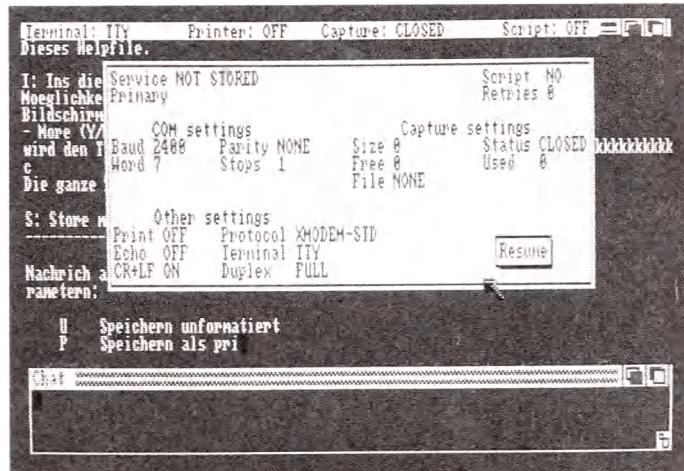 Terminal: TTY Printer: OFF Capture: CLOSED Script: OFF
Dieses Helpfile.
I: Ins die
Moeglichke
Bildschirm
- More (Y/
wird den T
kkkkkkkkkkk
c
Die ganze
S: Store
----------
Nachrich a
rametern:
U Speichern unformatiert
P Speichern als pri
Service NOT STORED Script NO
Primary Retries 0
COM settings Capture settings
Baud 2400 Parity NONE Size 0 Status CLOSED
Word 7 Stops 1 Free 0 Used 0
File NONE
Other settings
Print OFF Protocol XMODEM-STD
Echo OFF Terminal TTY
CR+LF ON Duplex FULL
Resume
Chat